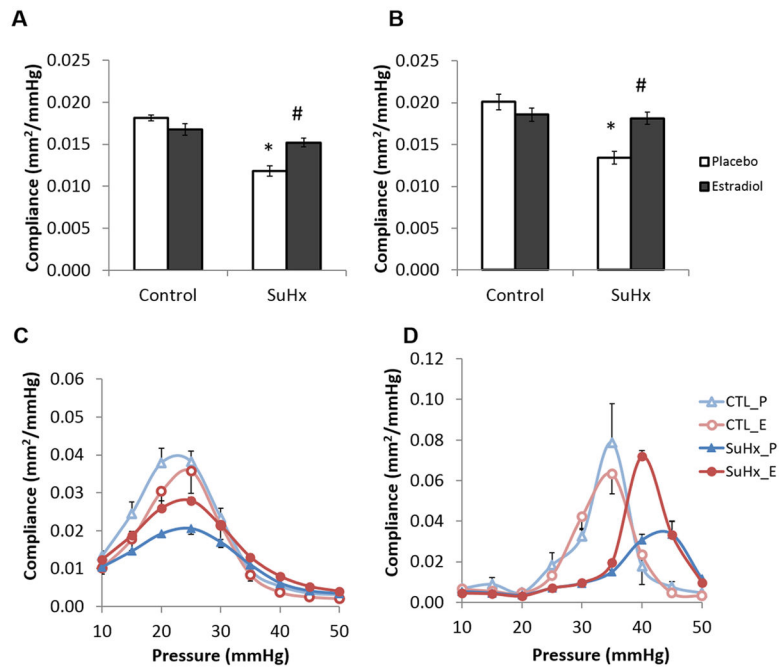 A
B
Compliance (mm²/mmHg)
0.025
0.020
0.015
0.010
0.005
0.000
*
#
Control
SuHx
Compliance (mm²/mmHg)
0.025
0.020
0.015
0.010
0.005
0.000
*
#
Control
SuHx
Placebo
Estradiol
C
D
Compliance (mm²/mmHg)
0.06
0.05
0.04
0.03
0.02
0.01
0.00
10
20
30
40
50
Pressure (mmHg)
Compliance (mm²/mmHg)
0.12
0.10
0.08
0.06
0.04
0.02
0.00
10
20
30
40
50
Pressure (mmHg)
CTL_P
CTL_E
SuHx_P
SuHx_E